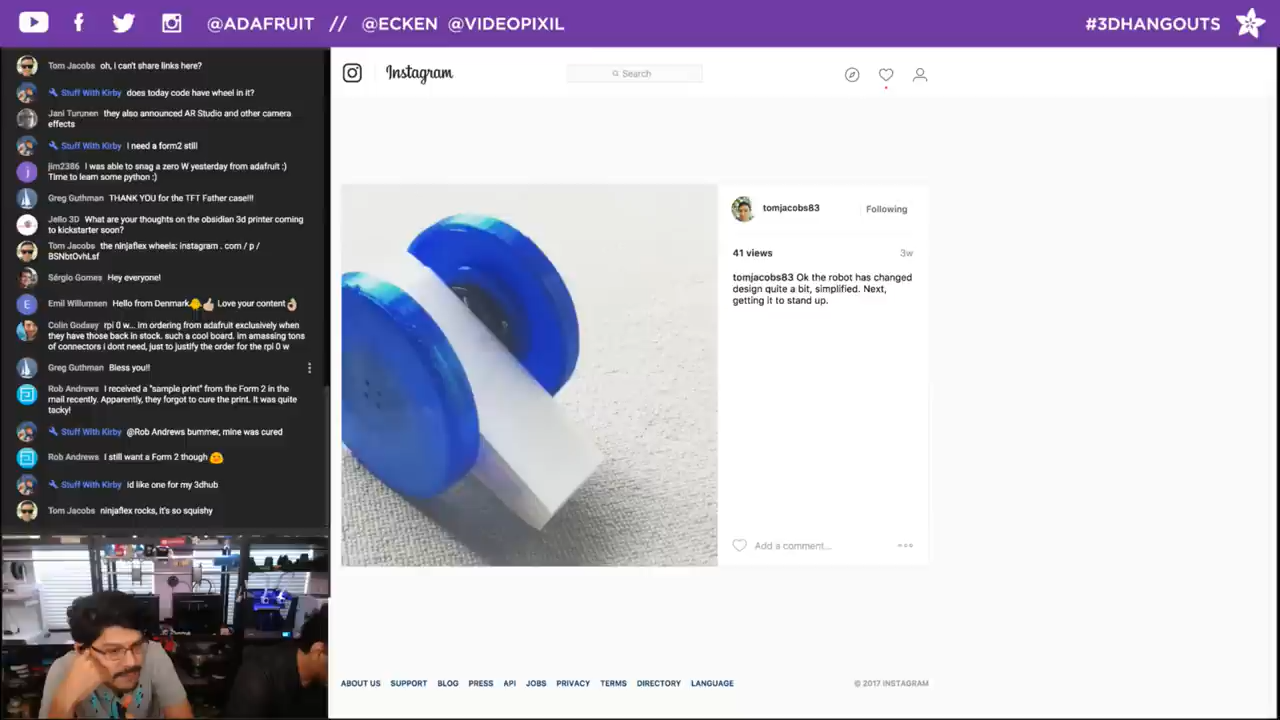 @ADAFRUIT // @ECKEN @VIDEOPIXIL
#3DHANGOUTS
Tom Jacobs oh, i can't share links here?
Stuff With Kirby does today code have wheel in it?
Jani Turunen they also announced AR Studio and other camera
effects
Stuff With Kirby I need a form2 still
jim2386 I was able to snag a zero W yesterday from adafruit :)
Time to learn some python :)
Greg Guthman THANK YOU for the TFT Father case!!!
Jello 3D What are your thoughts on the obsidian 3d printer coming
to kickstarter soon?
Tom Jacobs the ninjaflex wheels: instagram . com / p /
BSNbtOvhLsf
Sérgio Gomes Hey everyone!
Emil Willumsen Hello from Denmark Love your content
Colin Godsey rpi 0 w... im ordering from adafruit exclusively when
they have those back in stock. such a cool board. im amassing tons
of connectors i dont need, just to justify the order for the rpi 0 w
Greg Guthman Bless you!!
Rob Andrews I received a "sample print" from the Form 2 in the
mail recently. Apparently, they forgot to cure the print. It was quite
tacky!
Stuff With Kirby @Rob Andrews bummer, mine was cured
Rob Andrews I still want a Form 2 though
Stuff With Kirby id like one for my 3dhub
Tom Jacobs ninjaflex rocks, it's so squishy
Instagram
Search
tomjacobs83
Following
41 views 3w
tomjacobs83 Ok the robot has changed
design quite a bit, simplified. Next,
getting it to stand up.
Add a comment...
ABOUT US SUPPORT BLOG PRESS API JOBS PRIVACY TERMS DIRECTORY LANGUAGE
© 2017 INSTAGRAM